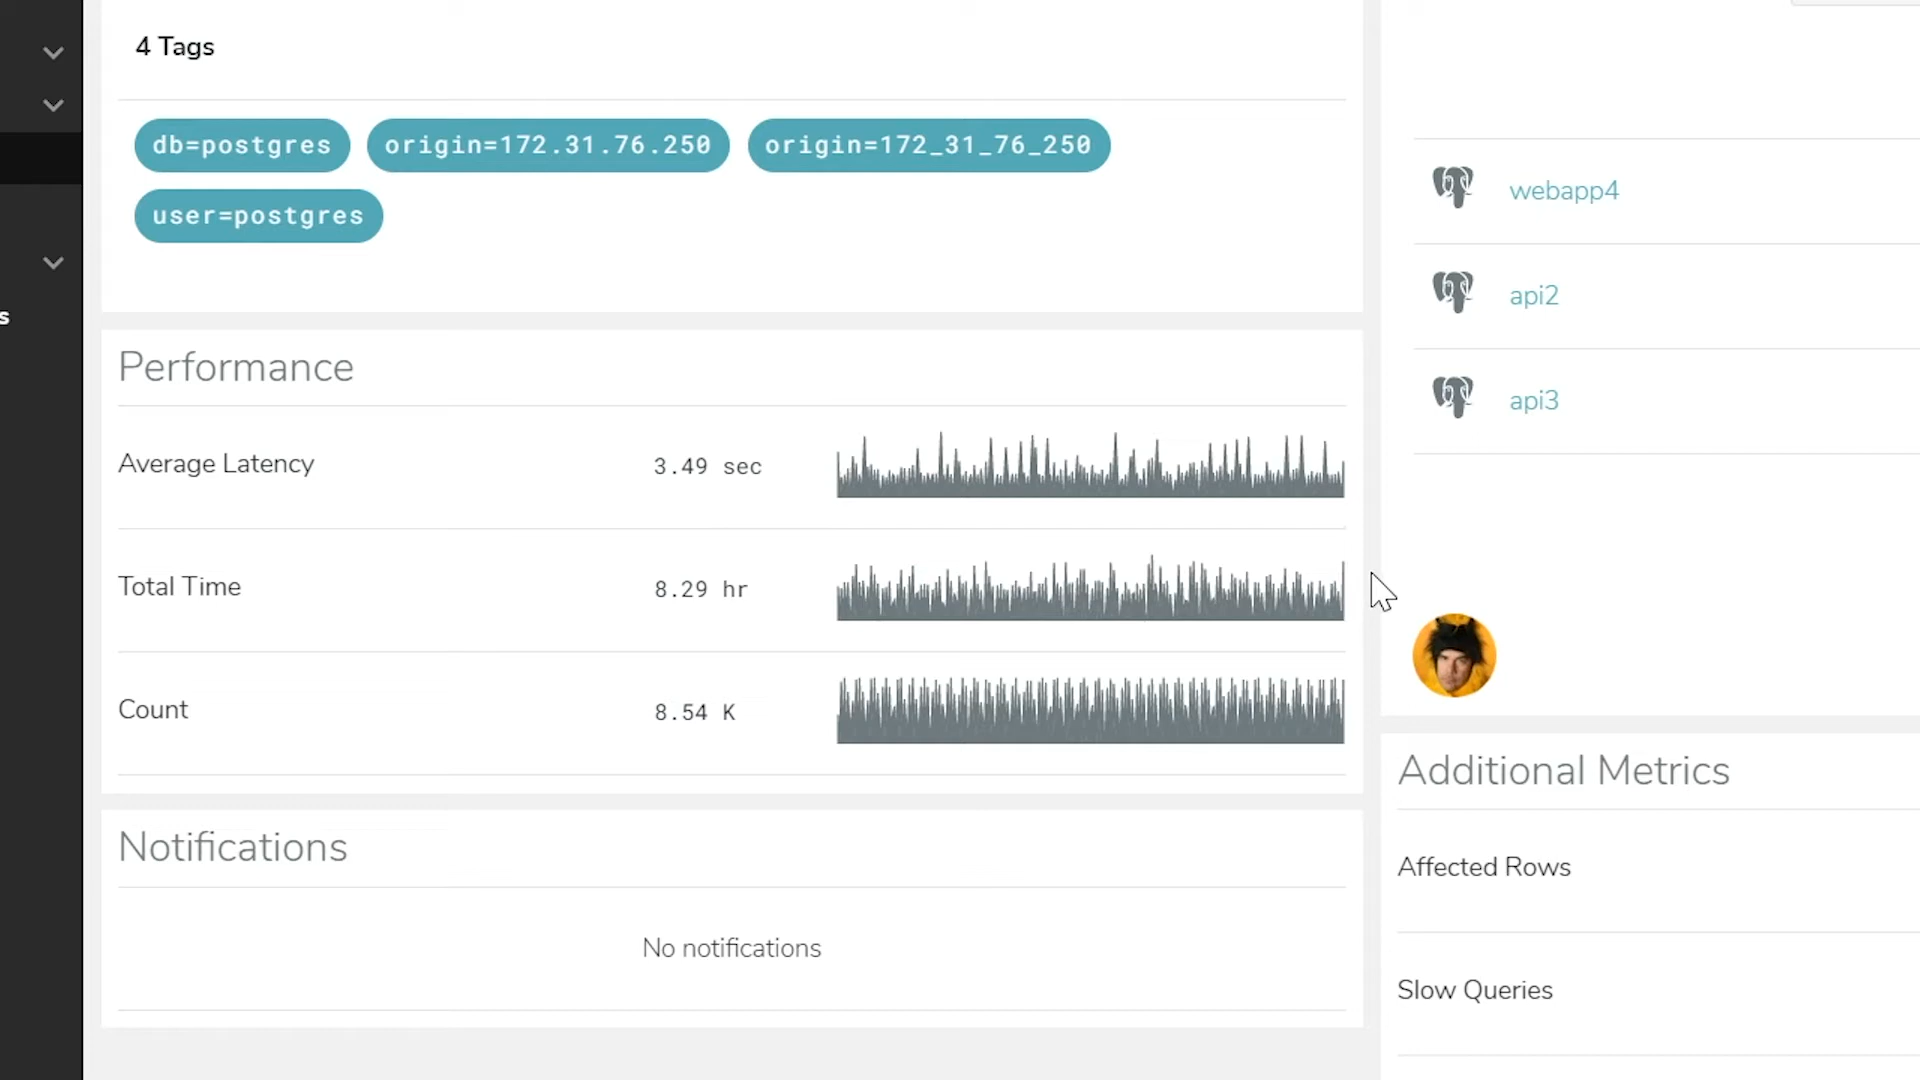 4 Tags
db=postgres origin=172.31.76.250 origin=172_31_76_250
user=postgres
s
Performance
Average Latency 3.49 sec
Total Time 8.29 hr
Count 8.54 K
Notifications
No notifications
webapp4
api2
api3
Additional Metrics
Affected Rows
Slow Queries